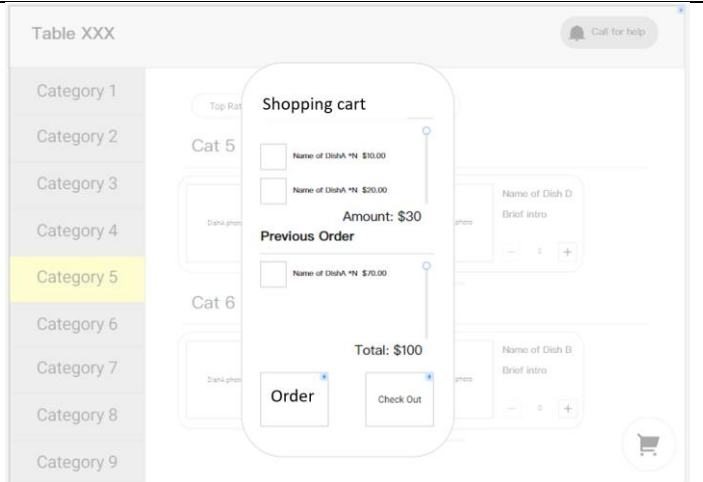 Table XXX
Call for help
Category 1
Category 2
Category 3
Category 4
Category 5
Category 6
Category 7
Category 8
Category 9
Top Rat
Cat 5
Name of Dish D
Brief intro
Cat 6
Name of Dish B
Brief intro
Shopping cart
Name of DishA *N $10.00
Name of DishA *N $20.00
Amount: $30
Previous Order
Name of DishA *N $70.00
Total: $100
Order
Check Out